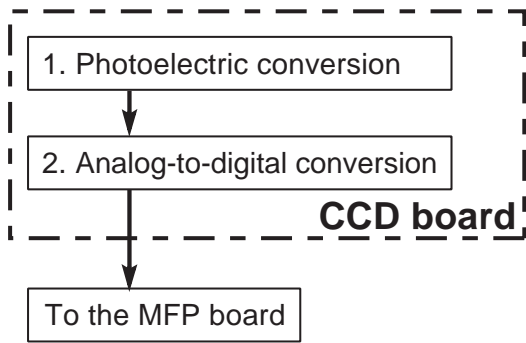 1. Photoelectric conversion
2. Analog-to-digital conversion
CCD board
To the MFP board